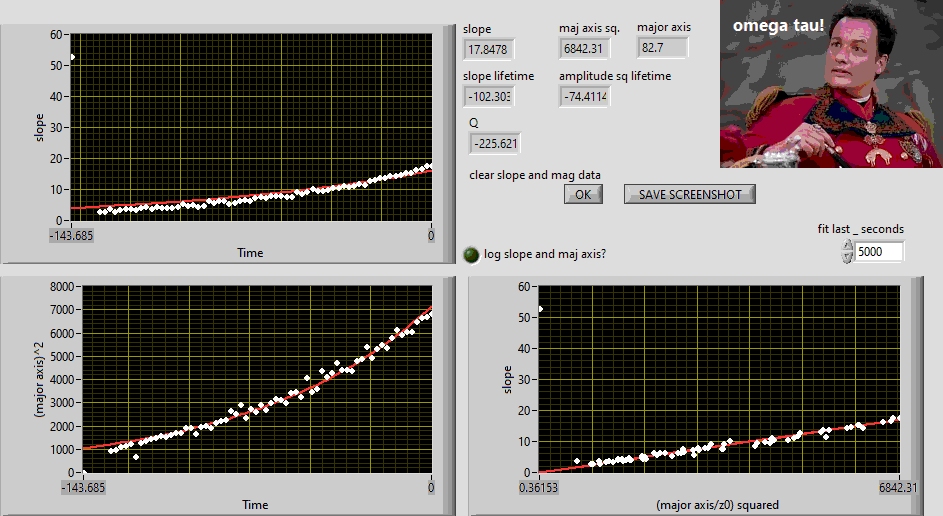 omega tau!
slope
maj axis sq.
major axis
17.8478
6842.31
82.7
slope lifetime
amplitude sq lifetime
-102.303
-74.4114
Q
-225.621
clear slope and mag data
OK
SAVE SCREENSHOT
fit last _ seconds
5000
log slope and maj axis?
60
50
40
30
20
10
0
slope
-143.685
0
Time
8000
7000
6000
5000
4000
3000
2000
1000
0
(major axis)^2
-143.685
0
Time
60
50
40
30
20
10
0
slope
0.36153
6842.31
(major axis/z0) squared